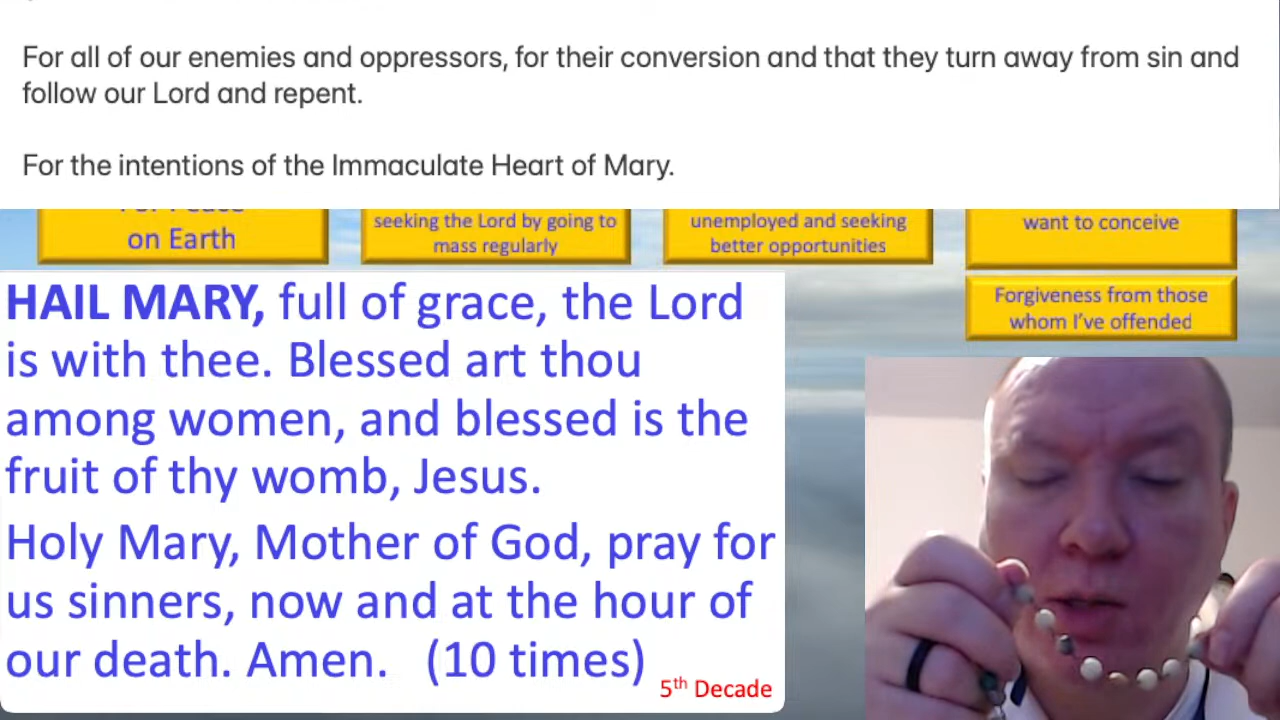 For all of our enemies and oppressors, for their conversion and that they turn away from sin and
follow our Lord and repent.
For the intentions of the Immaculate Heart of Mary.
on Earth
seeking the Lord by going to
mass regularly
unemployed and seeking
better opportunities
want to conceive
Forgiveness from those
whom I've offended
HAIL MARY, full of grace, the Lord
is with thee. Blessed art thou
among women, and blessed is the
fruit of thy womb, Jesus.
Holy Mary, Mother of God, pray for
us sinners, now and at the hour of
our death. Amen. (10 times)
5th Decade